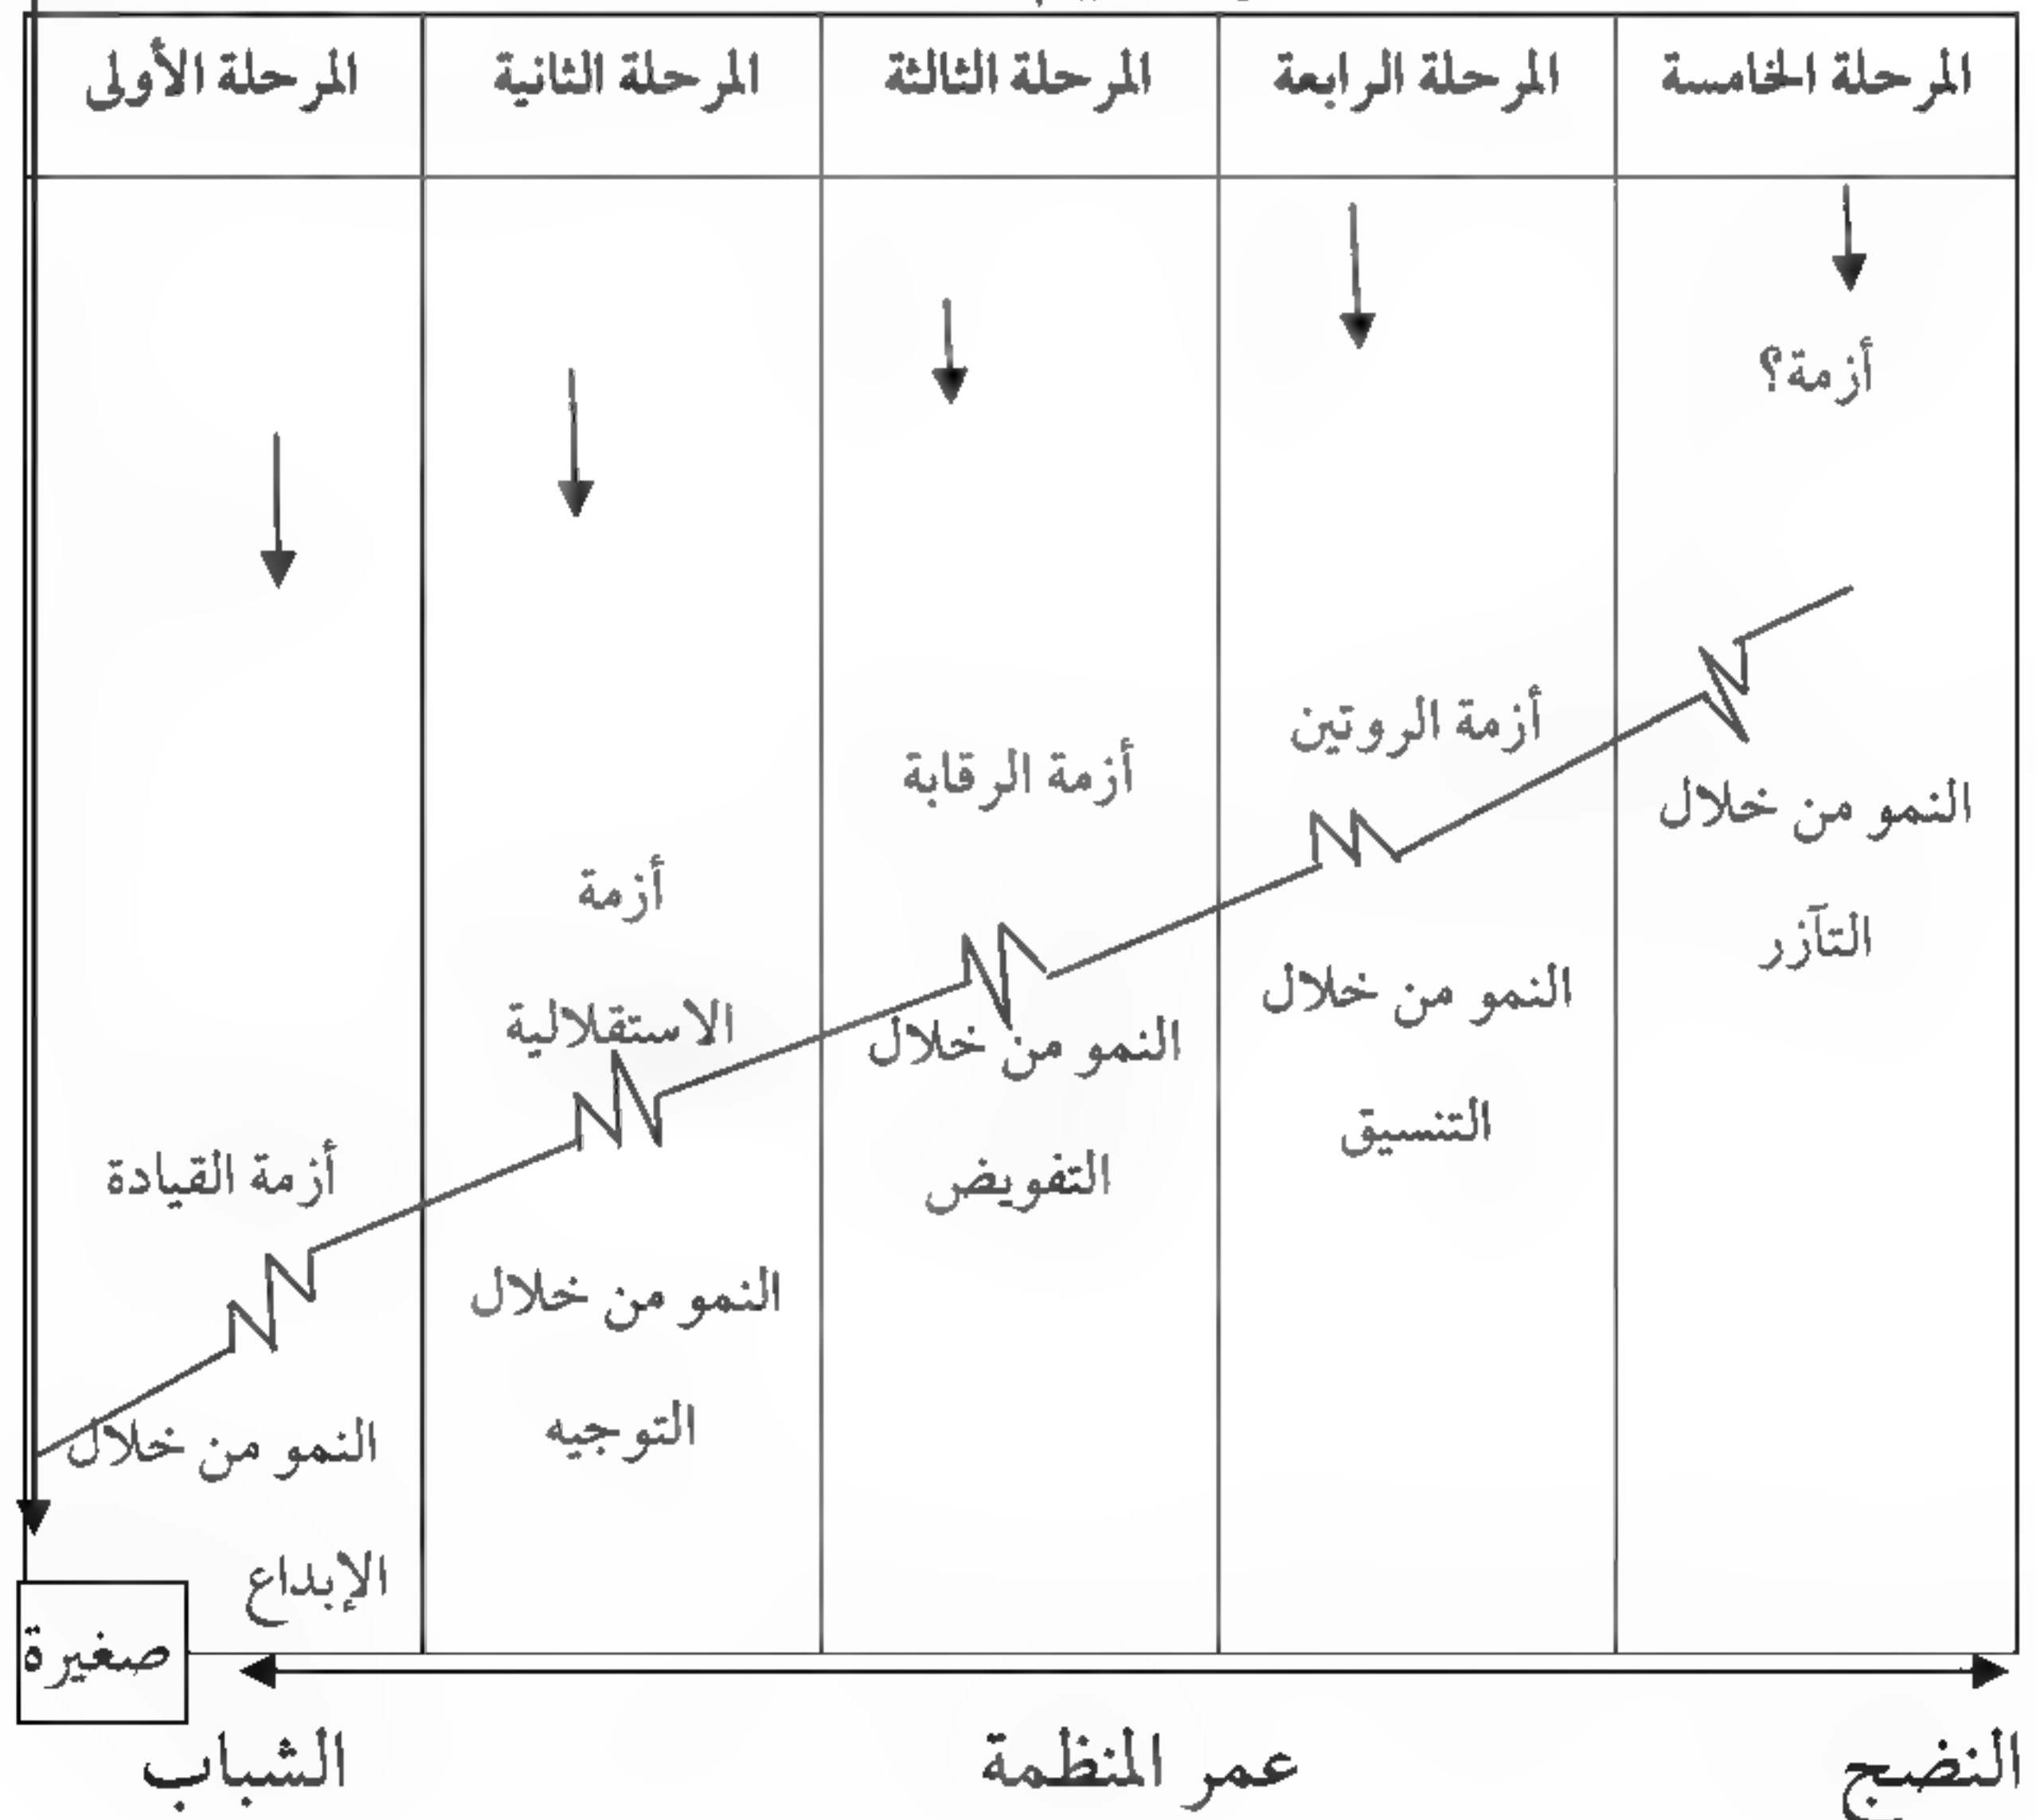 المرحلة الأولى
المرحلة الثانية
المرحلة الثالثة
المرحلة الرابعة
المرحلة الخامسة
أزمة القيادة
النمو من خلال
الإبداع
أزمة
الاستقلالية
النمو من خلال
التوجيه
أزمة الرقابة
النمو من خلال
التفويض
أزمة الروتين
النمو من خلال
التنسيق
أزمة؟
النمو من خلال
التآزر
صغيرة
الشباب
عمر المنظمة
النضج